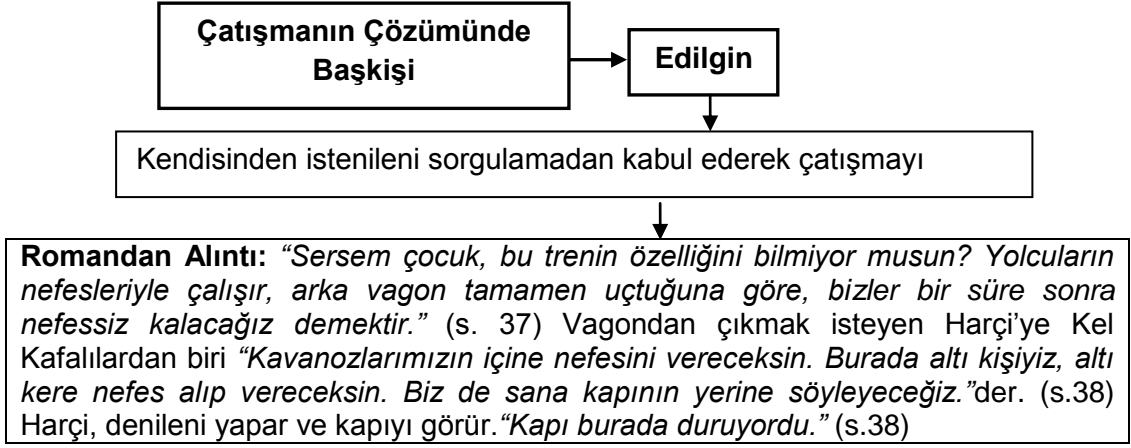 Çatışmanın Çözümünde
Başkişi
Edilgin
Kendisinden istenileni sorgulamadan kabul ederek çatışmayı
Romandan Alıntı: “Sersem çocuk, bu trenin özelliğini bilmiyor musun? Yolcuların
nefesleriyle çalışır, arka vagon tamamen uçtuğuna göre, bizler bir süre sonra
nefessiz kalacağız demektir.” (s. 37) Vagondan çıkmak isteyen Harçi’ye Kel
Kafalılardan biri “Kavanozlarımızın içine nefesini vereceksin. Burada altı kişiyiz, altı
kere nefes alıp vereceksin. Biz de sana kapının yerine söyleyeceğiz.”der. (s.38)
Harçi, denileni yapar ve kapıyı görür.“Kapı burada duruyordu.” (s.38)